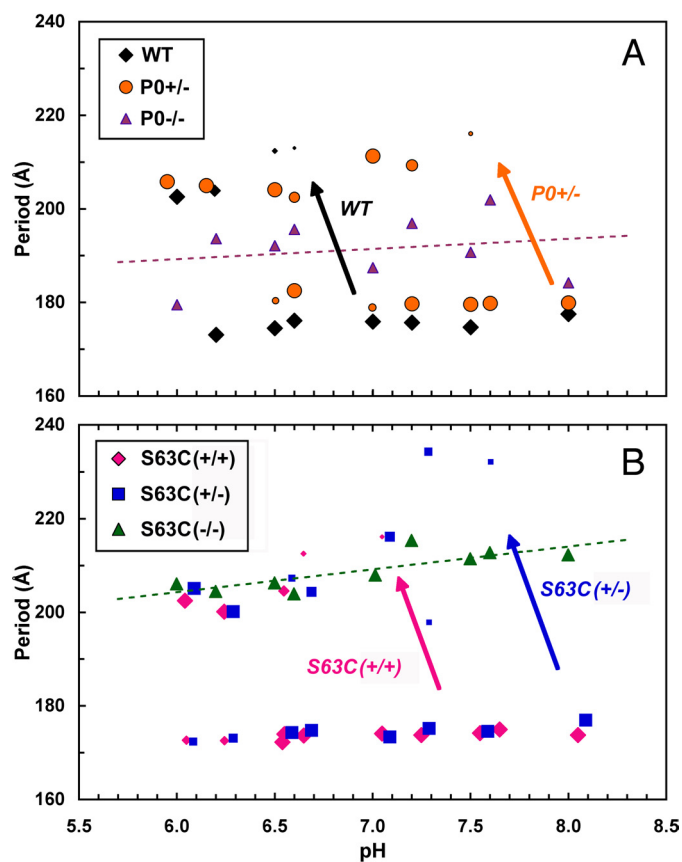 240
A
WT
P0+/-
P0-/-
220
Period (Å)
200
WT
P0+/-
180
160
240
B
S63C(+/+)
S63C(+/-)
S63C(-/-)
220
Period (Å)
S63C(+/-)
200
S63C(+/+)
180
160
5.5 6.0 6.5 7.0 7.5 8.0 8.5
pH